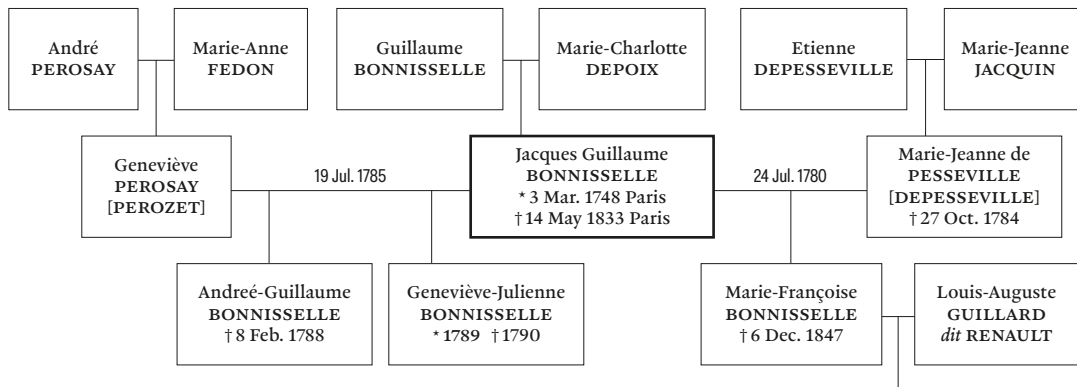 André
PEROSAY
Marie-Anne
FEDON
Guillaume
BONNISSELLE
Marie-Charlotte
DEPOIX
Etienne
DEPESSEVILLE
Marie-Jeanne
JACQUIN
Geneviève
PEROSAY
[PEROZET]
19 Jul. 1785
Jacques Guillaume
BONNISSELLE
* 3 Mar. 1748 Paris
† 14 May 1833 Paris
24 Jul. 1780
Marie-Jeanne de
PESSEVILLE
[DEPESSEVILLE]
† 27 Oct. 1784
Andreé-Guillaume
BONNISSELLE
† 8 Feb. 1788
Geneviève-Julienne
BONNISSELLE
* 1789 † 1790
Marie-Françoise
BONNISSELLE
† 6 Dec. 1847
Louis-Auguste
GUILLARD
dit RENAULT